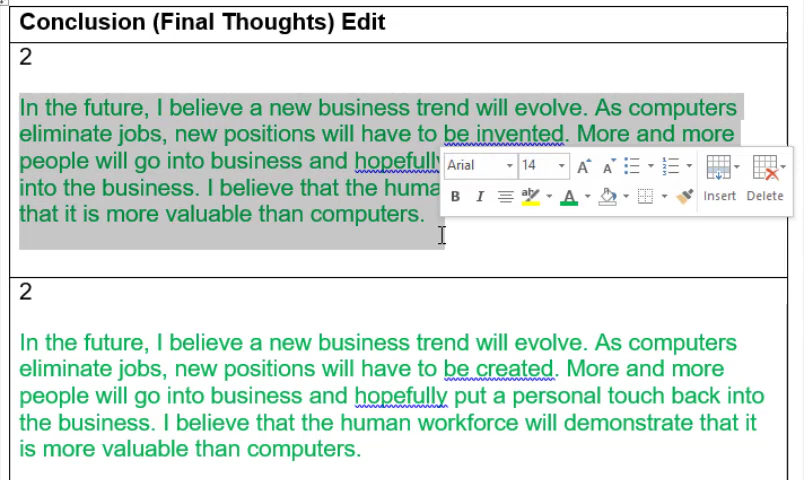 Conclusion (Final Thoughts) Edit
2
In the future, I believe a new business trend will evolve. As computers
eliminate jobs, new positions will have to be invented. More and more
people will go into business and hopefully
Arial 14
into the business. I believe that the huma
Insert Delete
that it is more valuable than computers.
2
In the future, I believe a new business trend will evolve. As computers
eliminate jobs, new positions will have to be created. More and more
people will go into business and hopefully put a personal touch back into
the business. I believe that the human workforce will demonstrate that it
is more valuable than computers.